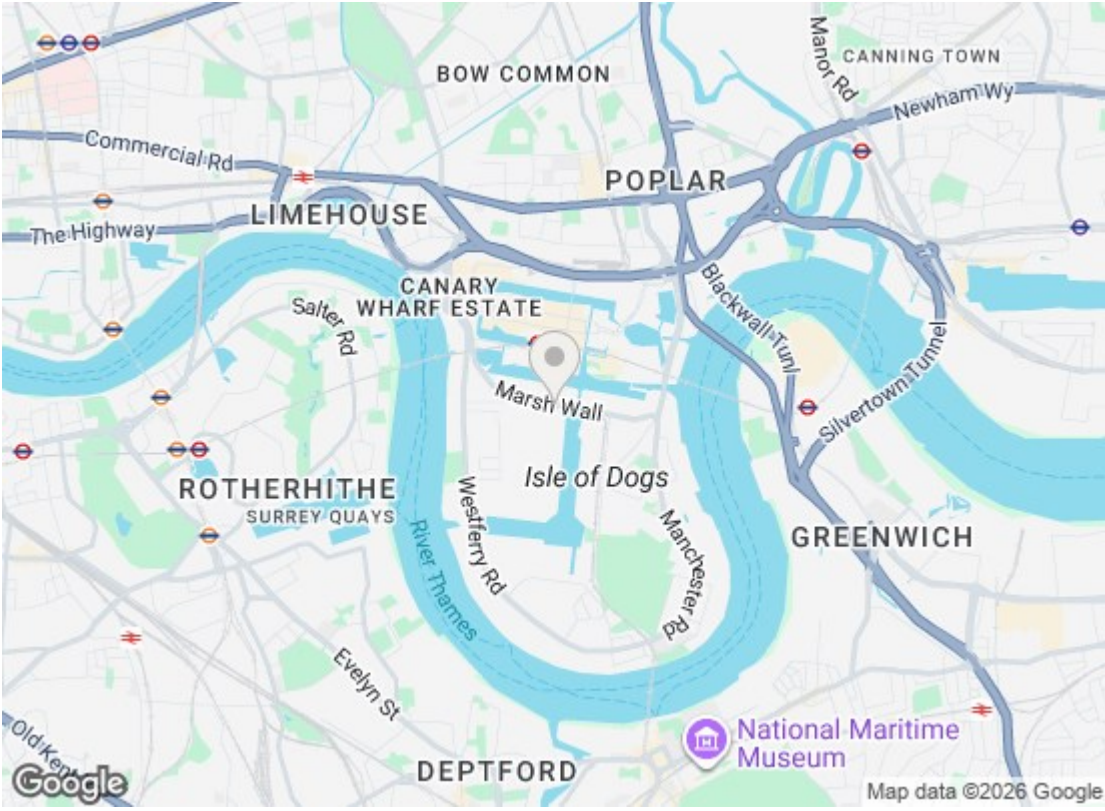 Manor Rd
CANNING TOWN
BOW COMMON
Newham Wy
Commercial Rd
POPLAR
LIMEHOUSE
The Highway
CANARY
WHARF ESTATE
Blackwall Tunl
Salter Rd
Silvertown Tunnel
Marsh Wall
Isle of Dogs
ROTHERHITHE
SURREY QUAYS
Westferry Rd
River Thames
Manchester Rd
GREENWICH
Evelyn St
National Maritime
Museum
Old Kent
DEPTFORD
Google
Map data ©2026 Google